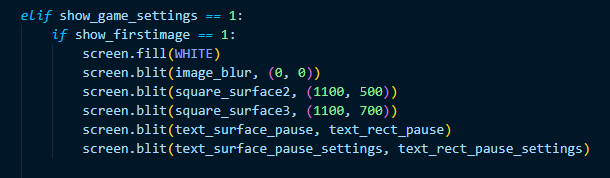 elif show_game_settings == 1:
if show_firstimage == 1:
screen.fill(WHITE)
screen.blit(image_blur, (0, 0))
screen.blit(square_surface2, (1100, 500))
screen.blit(square_surface3, (1100, 700))
screen.blit(text_surface_pause, text_rect_pause)
screen.blit(text_surface_pause_settings, text_rect_pause_settings)